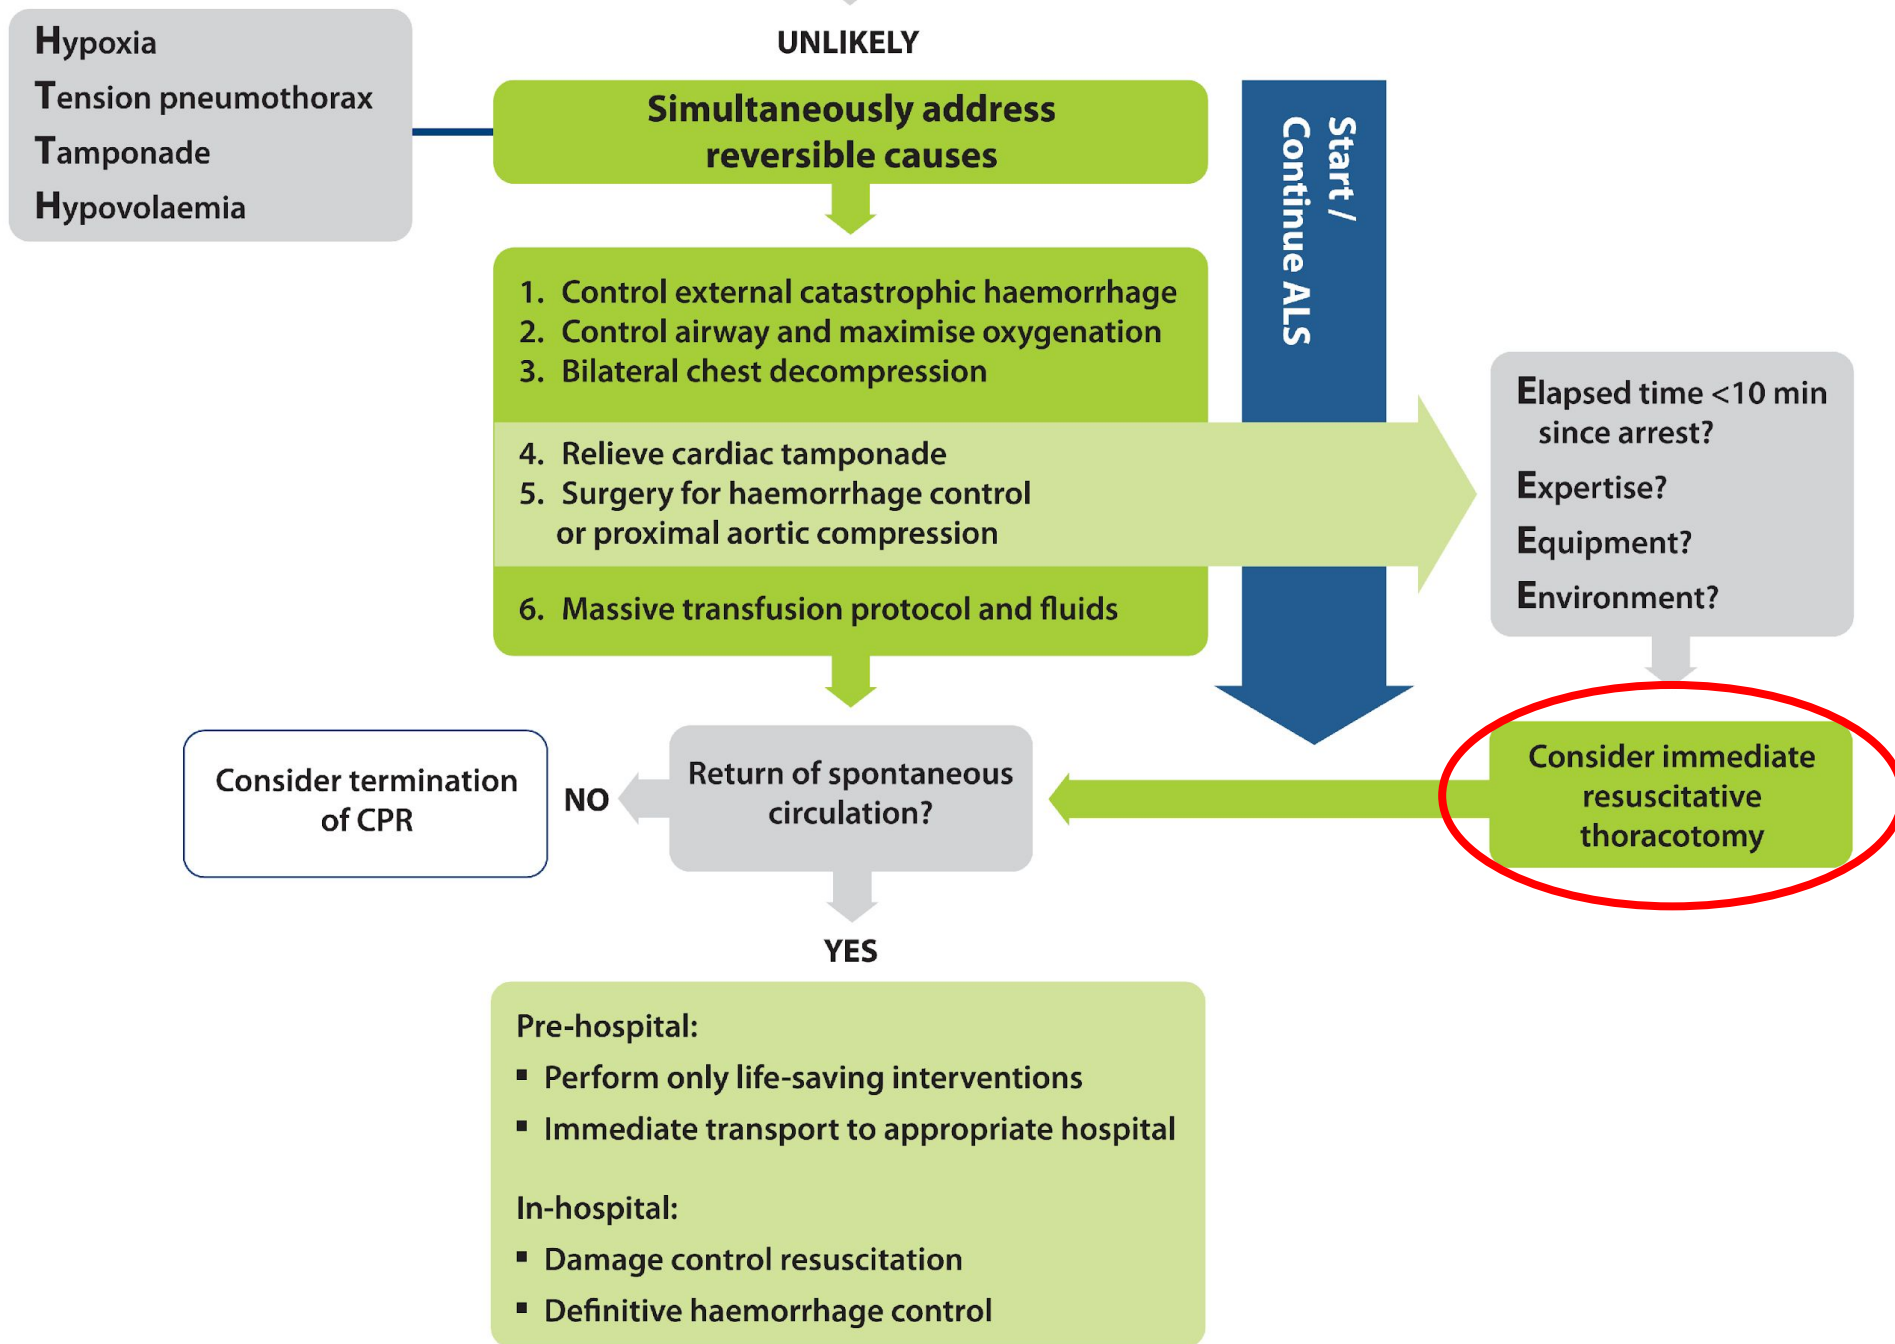 UNLIKELY
Hypoxia
Tension pneumothorax
Tamponade
Hypovolaemia
Simultaneously address
reversible causes
Start /
Continue ALS
1. Control external catastrophic haemorrhage
2. Control airway and maximise oxygenation
3. Bilateral chest decompression
4. Relieve cardiac tamponade
5. Surgery for haemorrhage control
or proximal aortic compression
6. Massive transfusion protocol and fluids
Elapsed time <10 min
since arrest?
Expertise?
Equipment?
Environment?
Consider immediate
resuscitative
thoracotomy
Return of spontaneous
circulation?
NO
Consider termination
of CPR
YES
Pre-hospital:
▪ Perform only life-saving interventions
▪ Immediate transport to appropriate hospital
In-hospital:
▪ Damage control resuscitation
▪ Definitive haemorrhage control